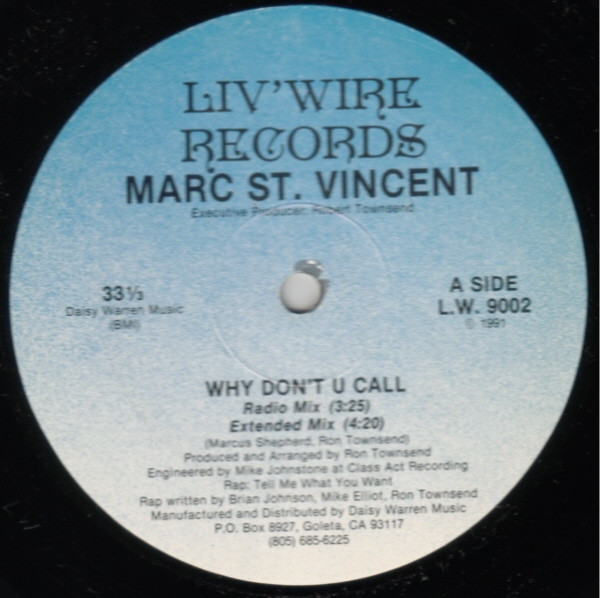 LIV'WIRE
RECORDS
MARC ST. VINCENT
Executive Producer: Robert Townsend
33⅓
Daisy Warren Music
(BMI)
A SIDE
L.W. 9002
© 1991
WHY DON'T U CALL
Radio Mix (3:25)
Extended Mix (4:20)
(Marcus Shepherd, Ron Townsend)
Produced and Arranged by Ron Townsend
Engineered by Mike Johnstone at Class Act Recording
Rap: Tell Me What You Want
Rap written by Brian Johnson, Mike Elliot, Ron Townsend
Manufactured and Distributed by Daisy Warren Music
P.O. Box 8927, Goleta, CA 93117
(805) 685-6225